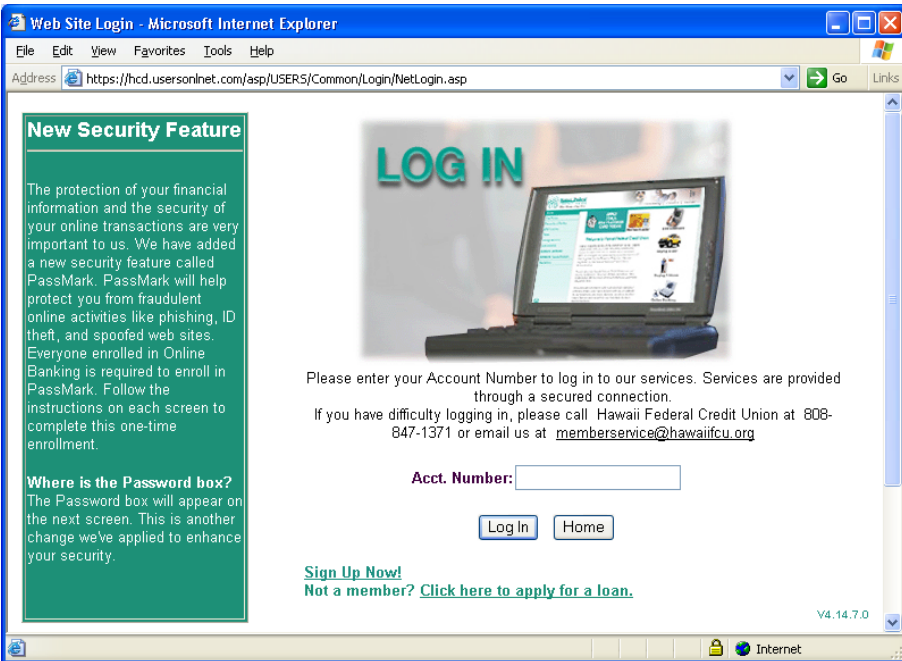 Web Site Login - Microsoft Internet Explorer
File Edit View Favorites Tools Help
Address https://hcd.usersonlnet.com/asp/USERS/Common/Login/NetLogin.asp Go Links
New Security Feature
The protection of your financial
information and the security of
your online transactions are very
important to us. We have added
a new security feature called
PassMark. PassMark will help
protect you from fraudulent
online activities like phishing, ID
theft, and spoofed web sites.
Everyone enrolled in Online
Banking is required to enroll in
PassMark. Follow the
instructions on each screen to
complete this one-time
enrollment.
Where is the Password box?
The Password box will appear on
the next screen. This is another
change we've applied to enhance
your security.
LOG IN
Please enter your Account Number to log in to our services. Services are provided
through a secured connection.
If you have difficulty logging in, please call Hawaii Federal Credit Union at 808-
847-1371 or email us at memberservice@hawaiifcu.org
Acct. Number:
Log In Home
Sign Up Now!
Not a member? Click here to apply for a loan.
V4.14.7.0
Internet